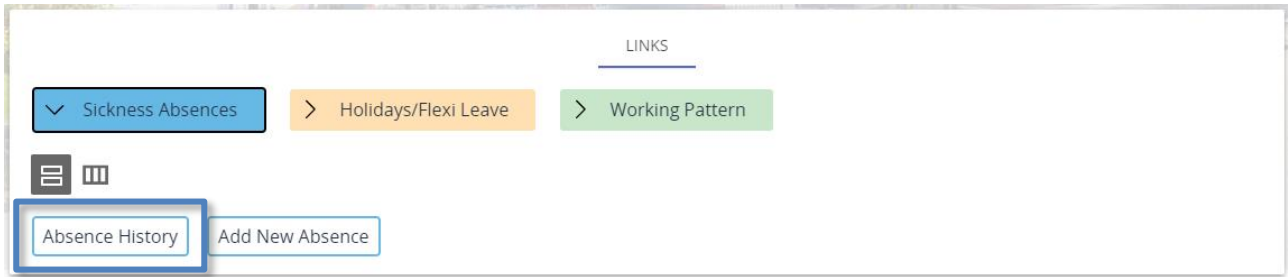 LINKS
Sickness Absences Holidays/Flexi Leave Working Pattern
Absence History Add New Absence